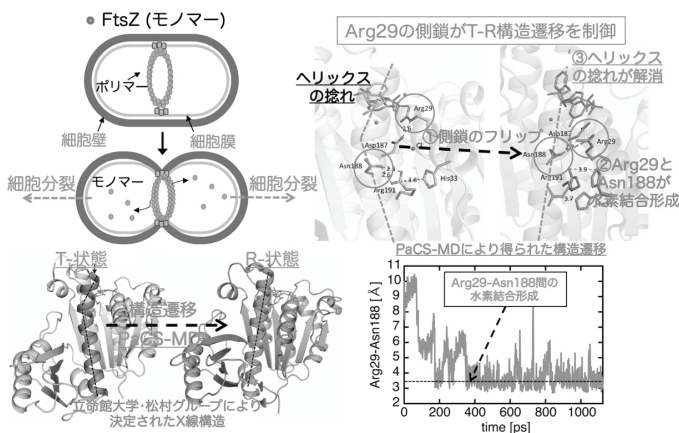 FtsZ (モノマー)
ポリマー
細胞壁
細胞膜
細胞分裂
モノマー
細胞分裂
Arg29の側鎖がT-R構造遷移を制御
ヘリックス
の捻れ
Arg29
①側鎖のフリップ
Asp187
Asn188
2.6
Arg191
3.6
His33
③ヘリックス
の捻れが解消
Asp187
Arg29
Asn188
②Arg29と
Asn188が
水素結合形成
Arg191
3.9
3.7
T-状態
R-状態
構造遷移
PaCS-MD
立命館大学・松村グループにより
決定されたX線構造
PaCS-MDにより得られた構造遷移
Arg29-Asn188間の
水素結合形成
Arg29-Asn188 [Å]
11
10
9
8
7
6
5
4
3
2
0
200
400
600
800
1000
time [ps]